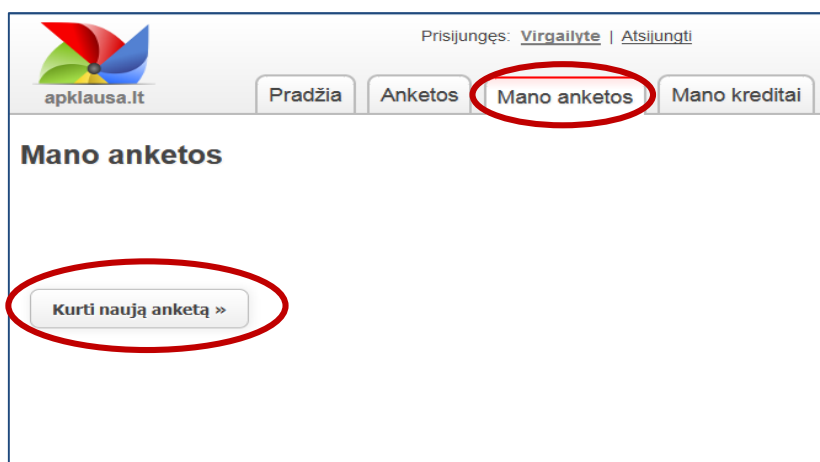 Prisijungęs: Virgailyte | Atsijungti
apklausa.lt
Pradžia Anketos Mano anketos Mano kreditai
Mano anketos
Kurti naują anketą »